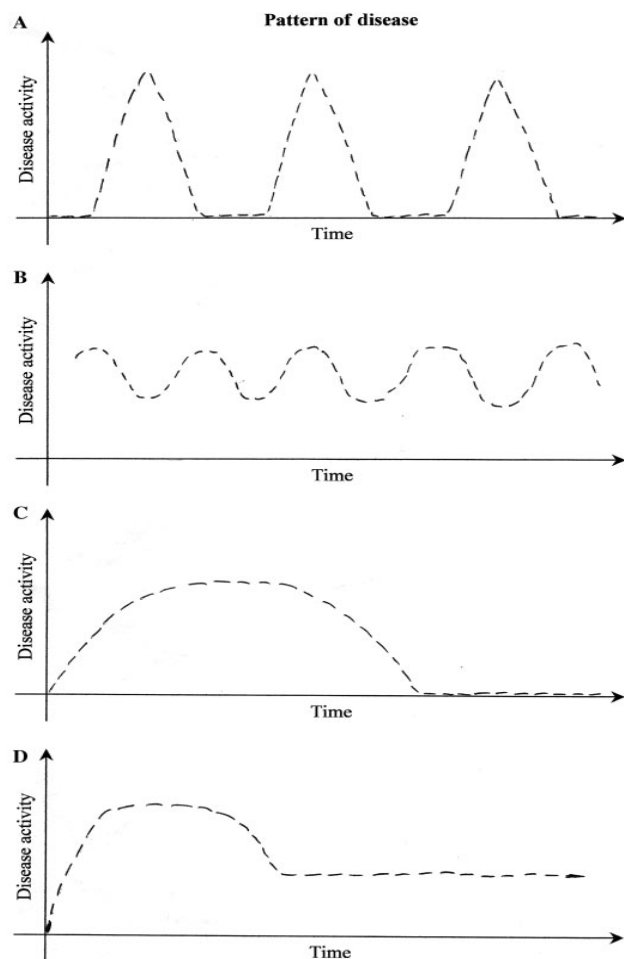 A
Pattern of disease
Disease activity
Time
B
Disease activity
Time
C
Disease activity
Time
D
Disease activity
Time